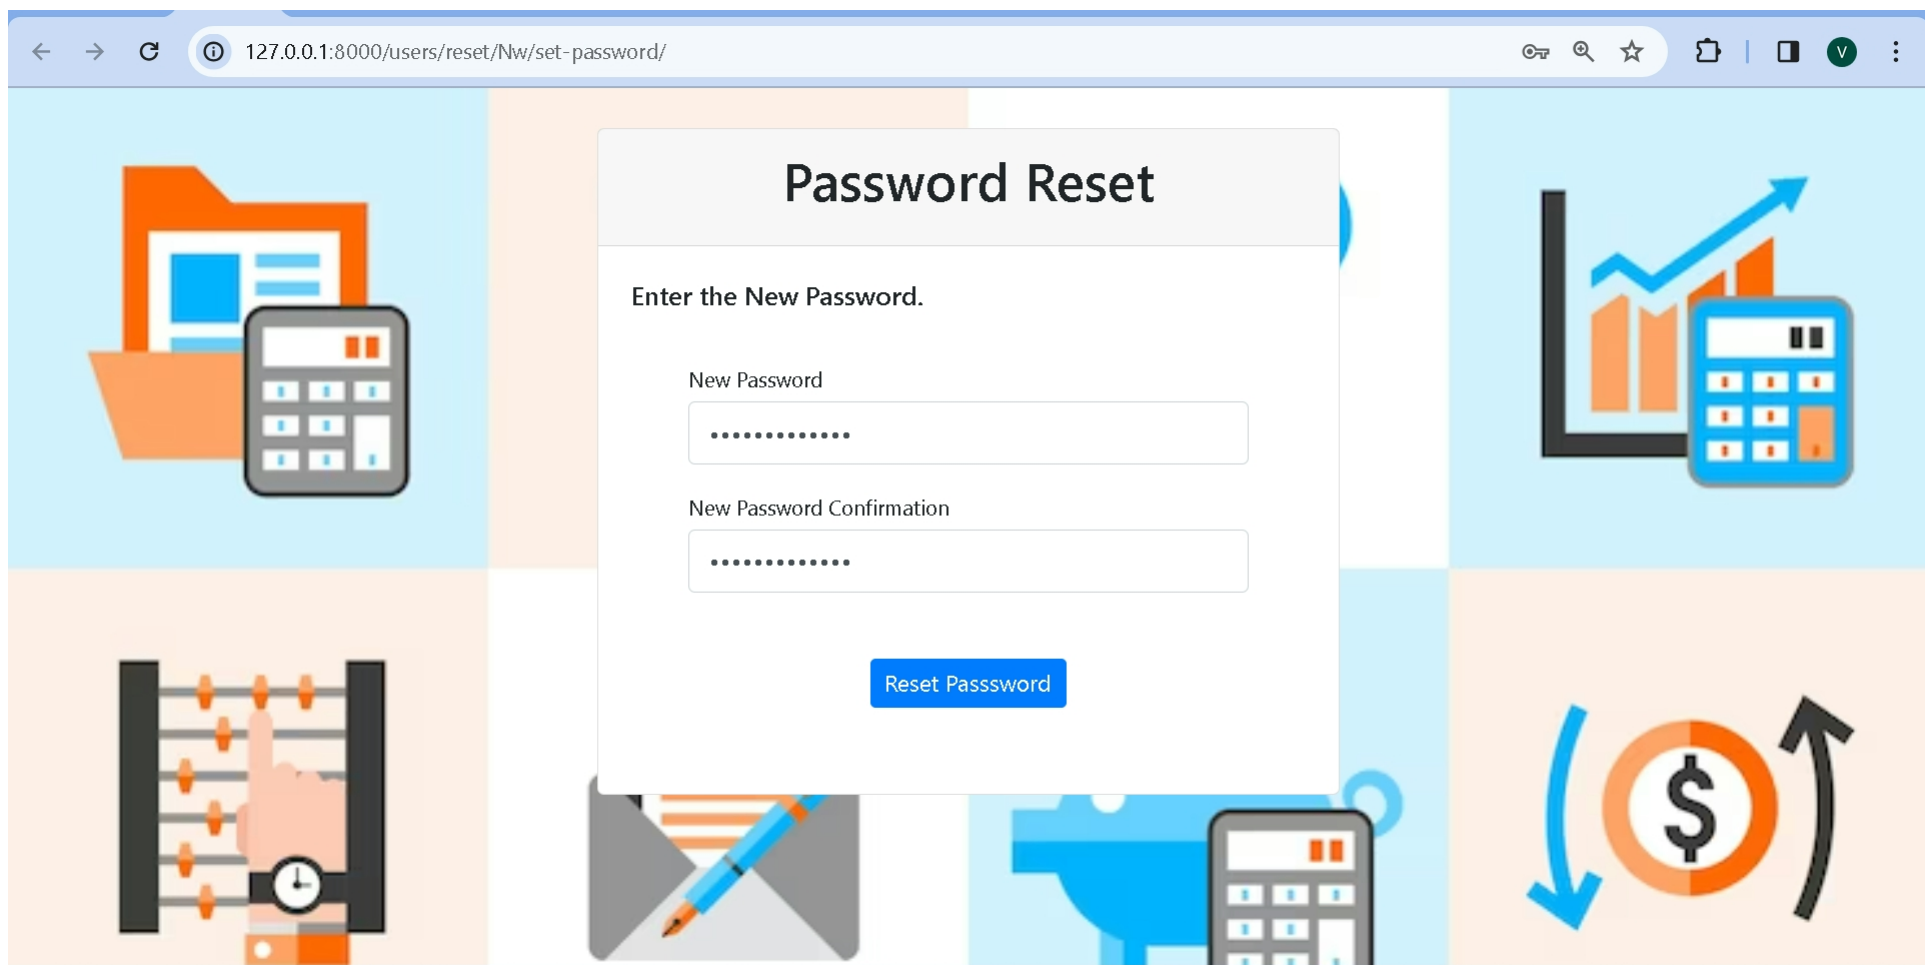 127.0.0.1:8000/users/reset/Nw/set-password/
V
Password Reset
Enter the New Password.
New Password
•••••••••••••
New Password Confirmation
•••••••••••••
Reset Passsword
$